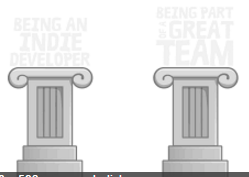 BEING AN
INDIE
DEVELOPER
BEING PART
OF A GREAT
TEAM